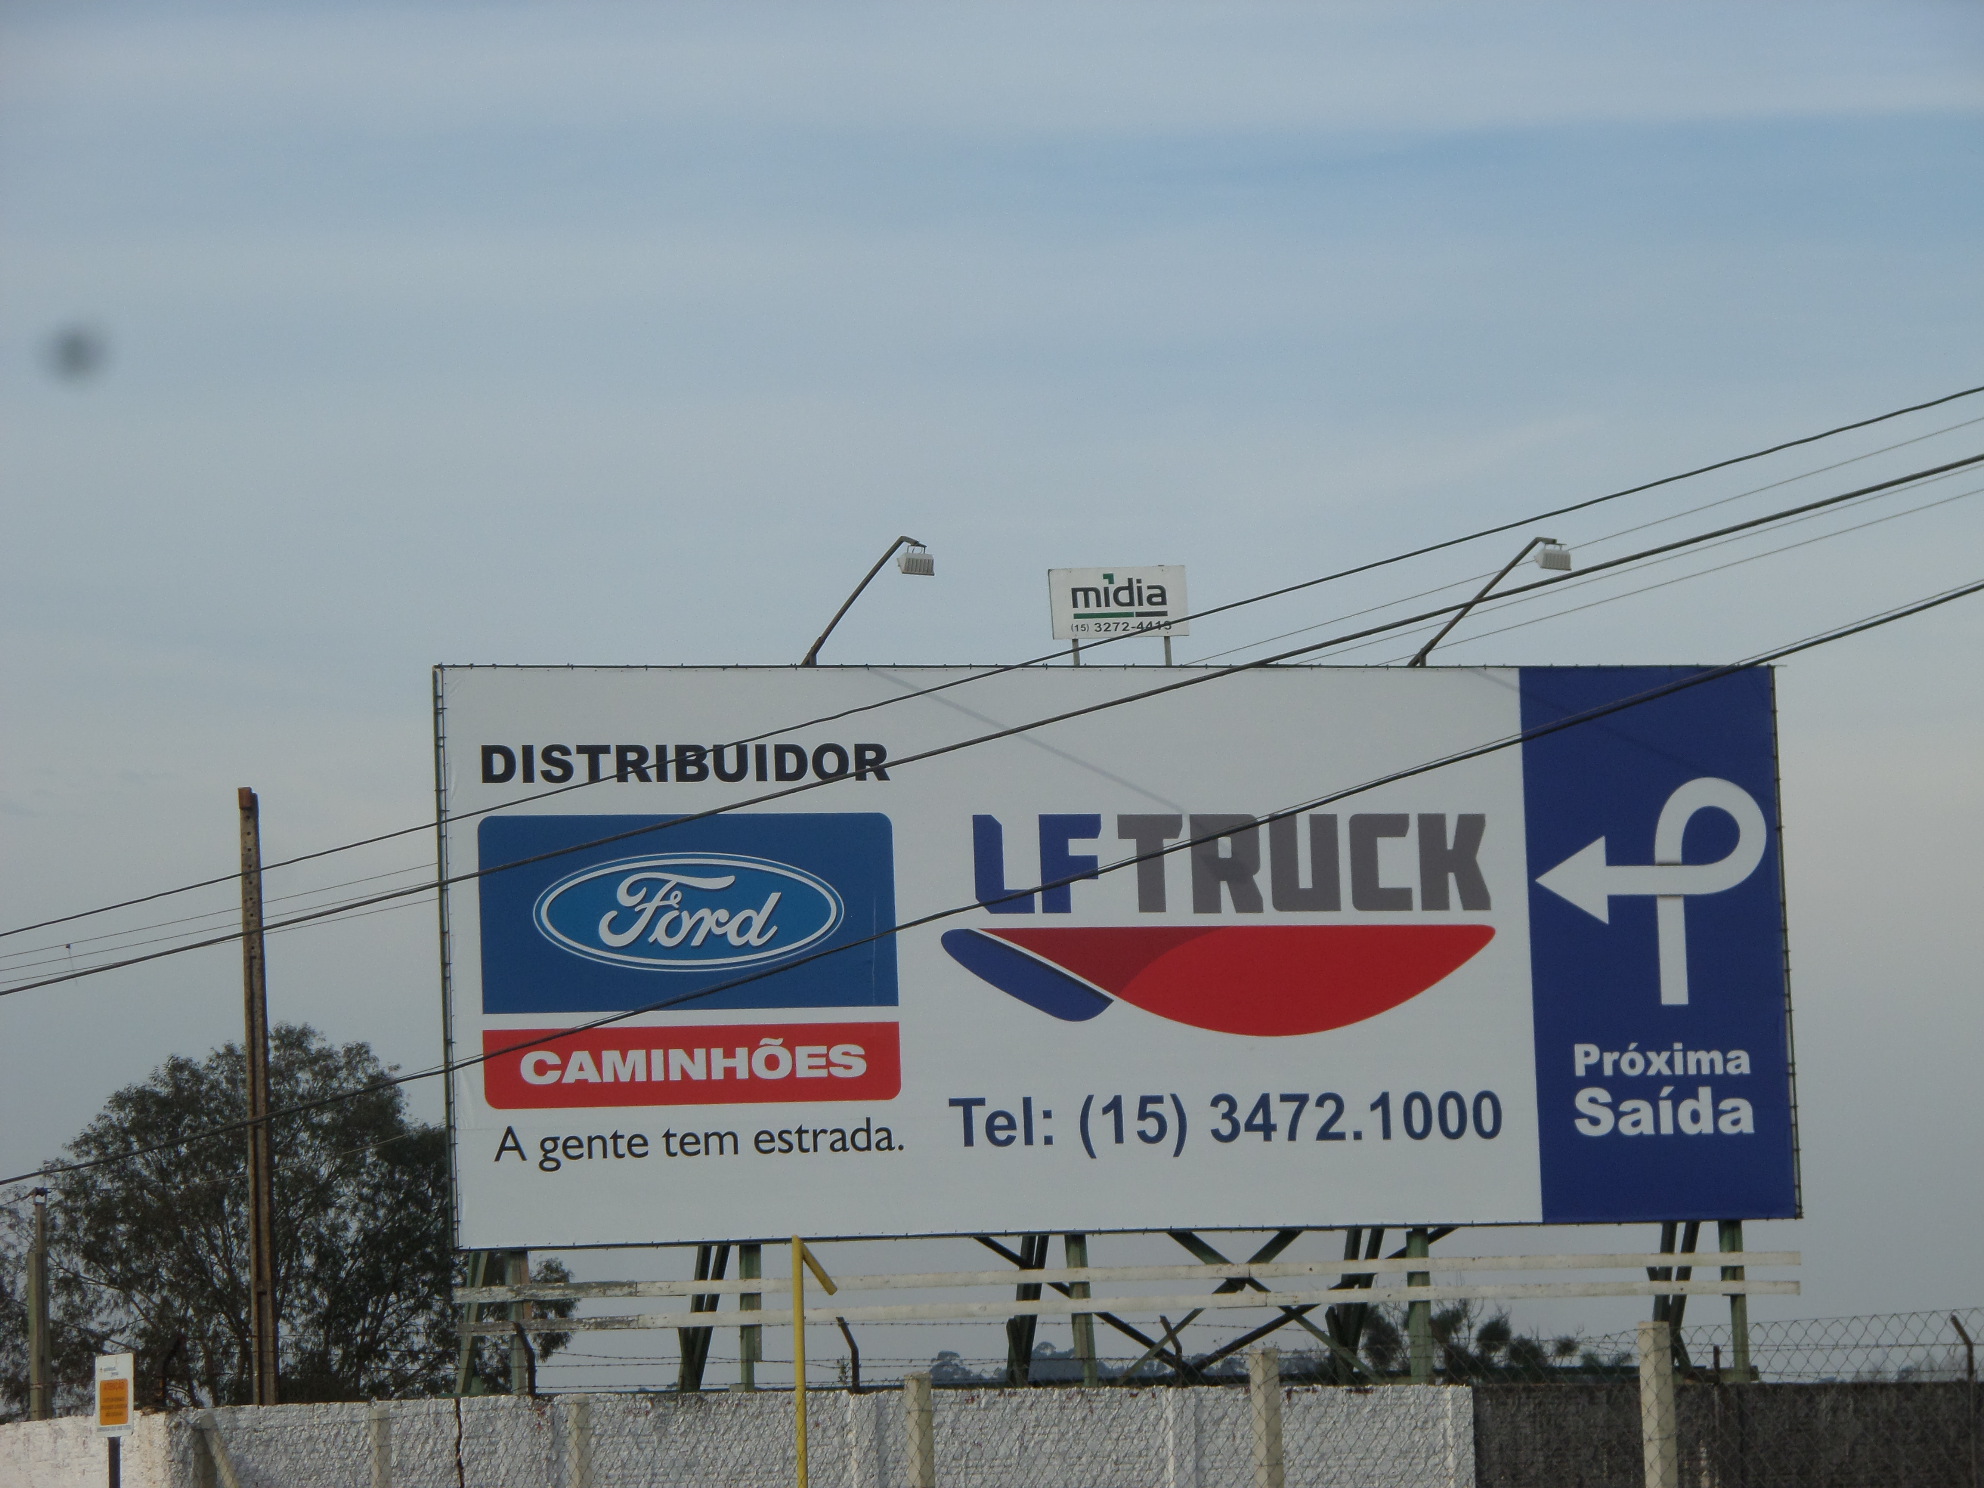 mídia
(15) 3272-4415
DISTRIBUIDOR
Ford
CAMINHÕES
A gente tem estrada.
LF TRUCK
Tel: (15) 3472.1000
Próxima
Saída